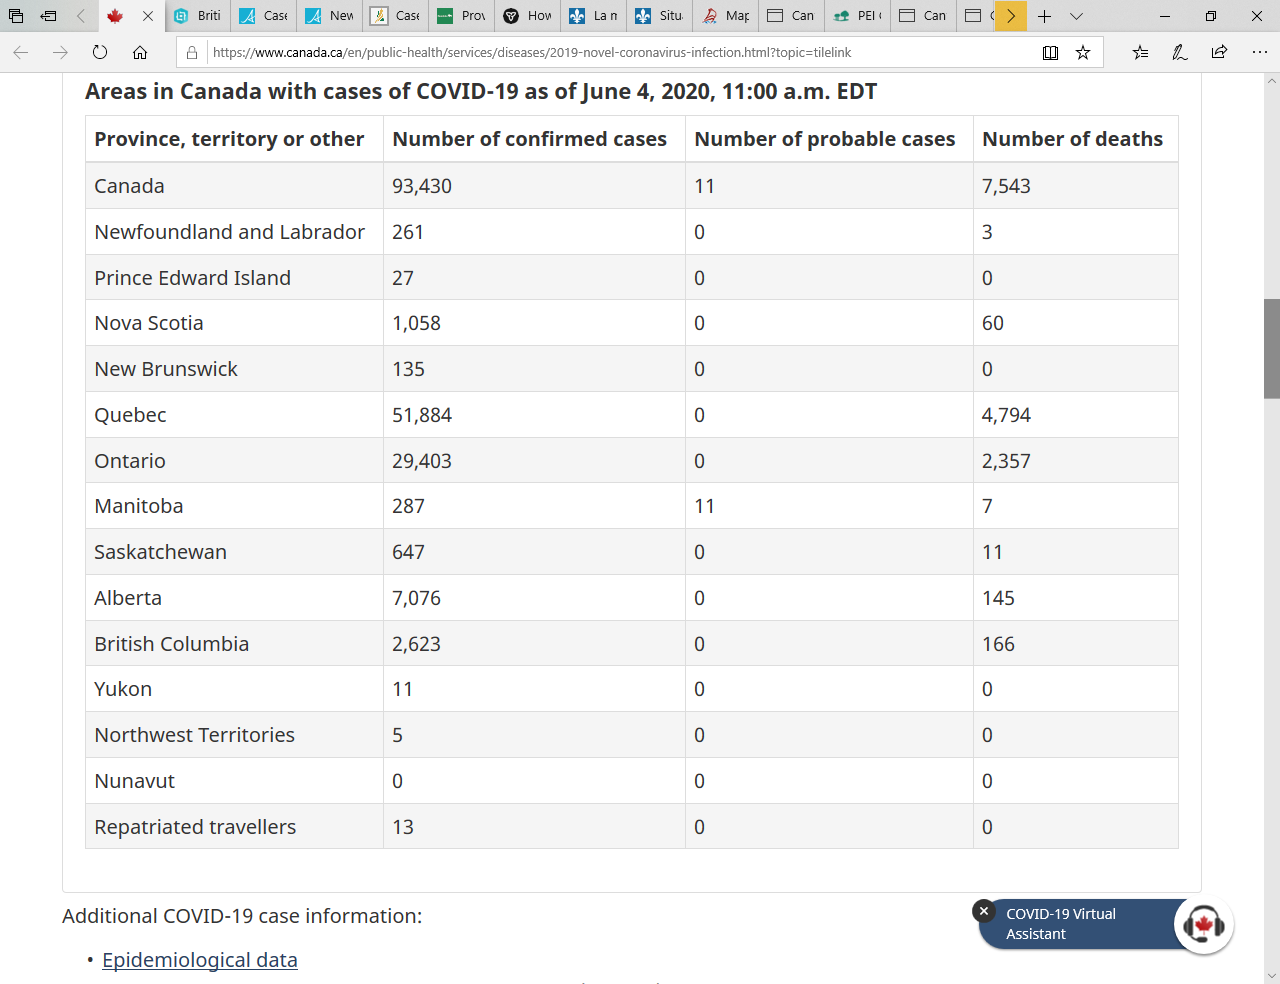 Briti
Case
New
Case
Prov
How
La n
Situ
Map
Can
PEI
Can
https://www.canada.ca/en/public-health/services/diseases/2019-novel-coronavirus-infection.html?topic=tilelink
Areas in Canada with cases of COVID-19 as of June 4, 2020, 11:00 a.m. EDT
Province, territory or other Number of confirmed cases Number of probable cases Number of deaths
Canada 93,430 11 7,543
Newfoundland and Labrador 261 0 3
Prince Edward Island 27 0 0
Nova Scotia 1,058 0 60
New Brunswick 135 0 0
Quebec 51,884 0 4,794
Ontario 29,403 0 2,357
Manitoba 287 11 7
Saskatchewan 647 0 11
Alberta 7,076 0 145
British Columbia 2,623 0 166
Yukon 11 0 0
Northwest Territories 5 0 0
Nunavut 0 0 0
Repatriated travellers 13 0 0
Additional COVID-19 case information:
COVID-19 Virtual
Assistant
• Epidemiological data